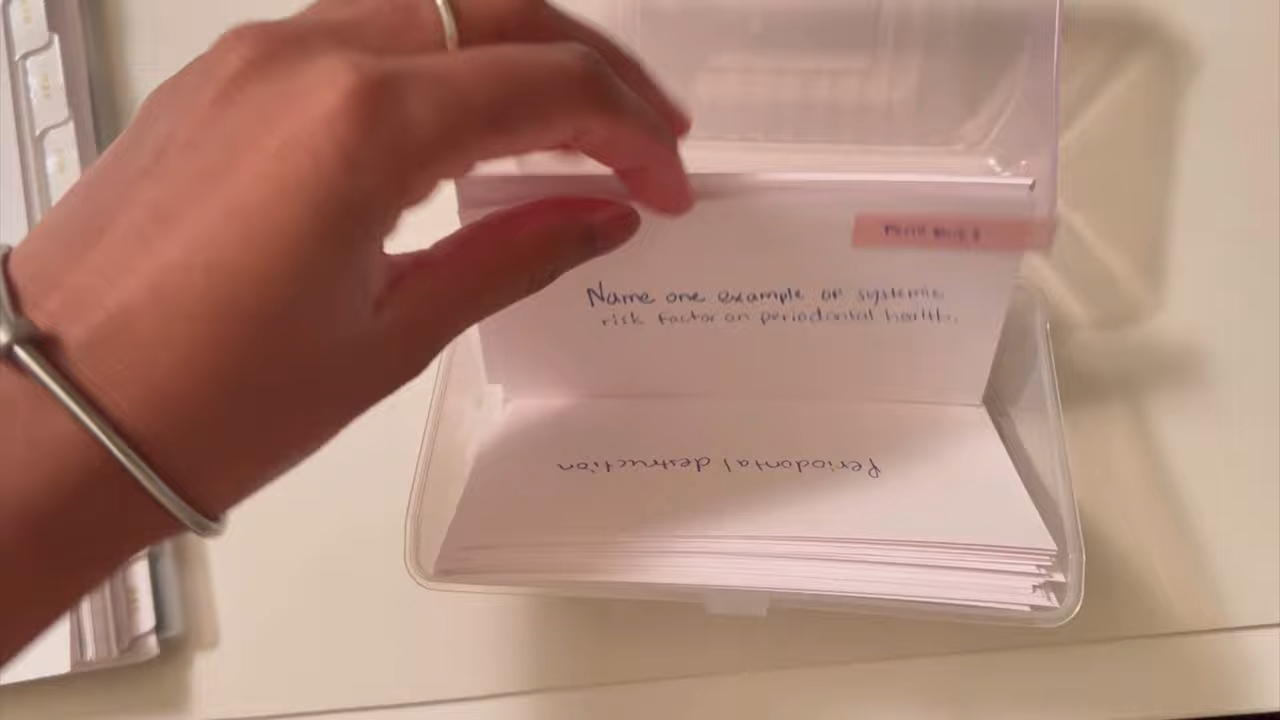 Name one example of systemic
risk factor on periodontal health.
Periodontal destruction